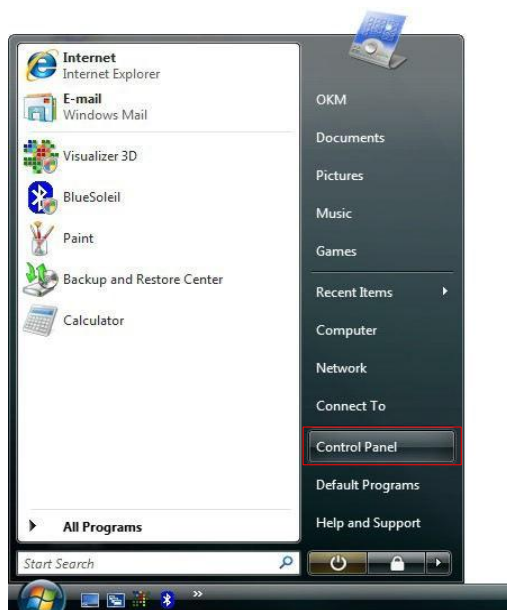 Internet
Internet Explorer
E-mail
Windows Mail
Visualizer 3D
BlueSoleil
Paint
Backup and Restore Center
Calculator
All Programs
Start Search
OKM
Documents
Pictures
Music
Games
Recent Items
Computer
Network
Connect To
Control Panel
Default Programs
Help and Support